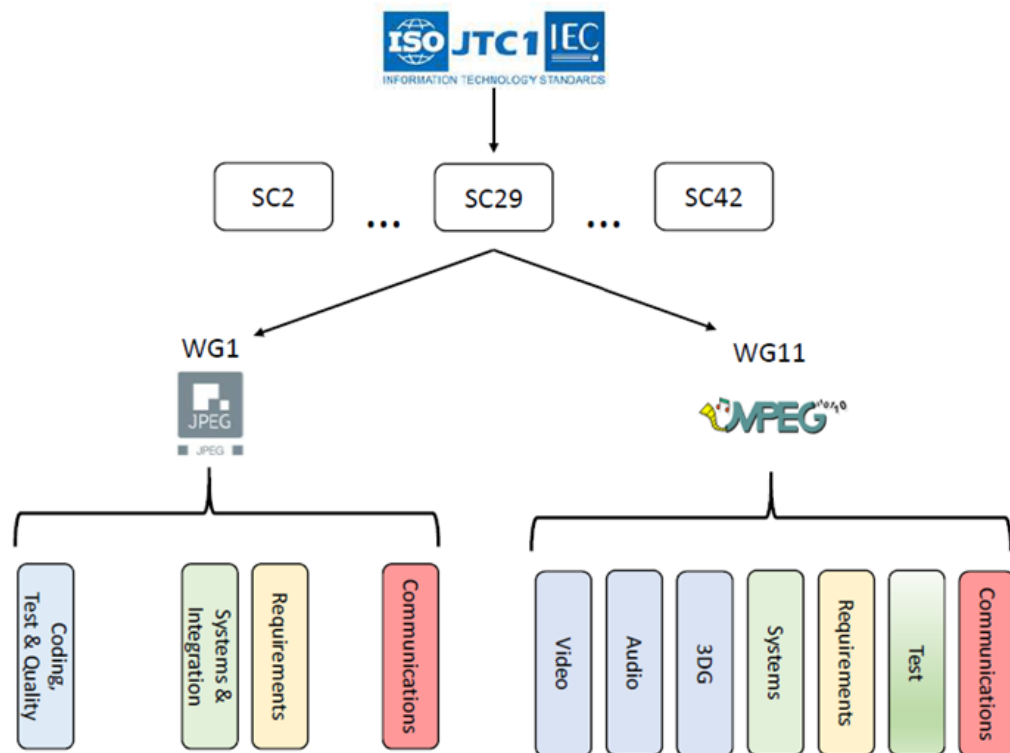 ISO JTC1 IEC
INFORMATION TECHNOLOGY STANDARDS
SC2
...
SC29
...
SC42
WG1
JPEG
JPEG
WG11
MPEG
Coding,
Test & Quality
Systems &
Integration
Requirements
Communications
Video
Audio
3DG
Systems
Requirements
Test
Communications